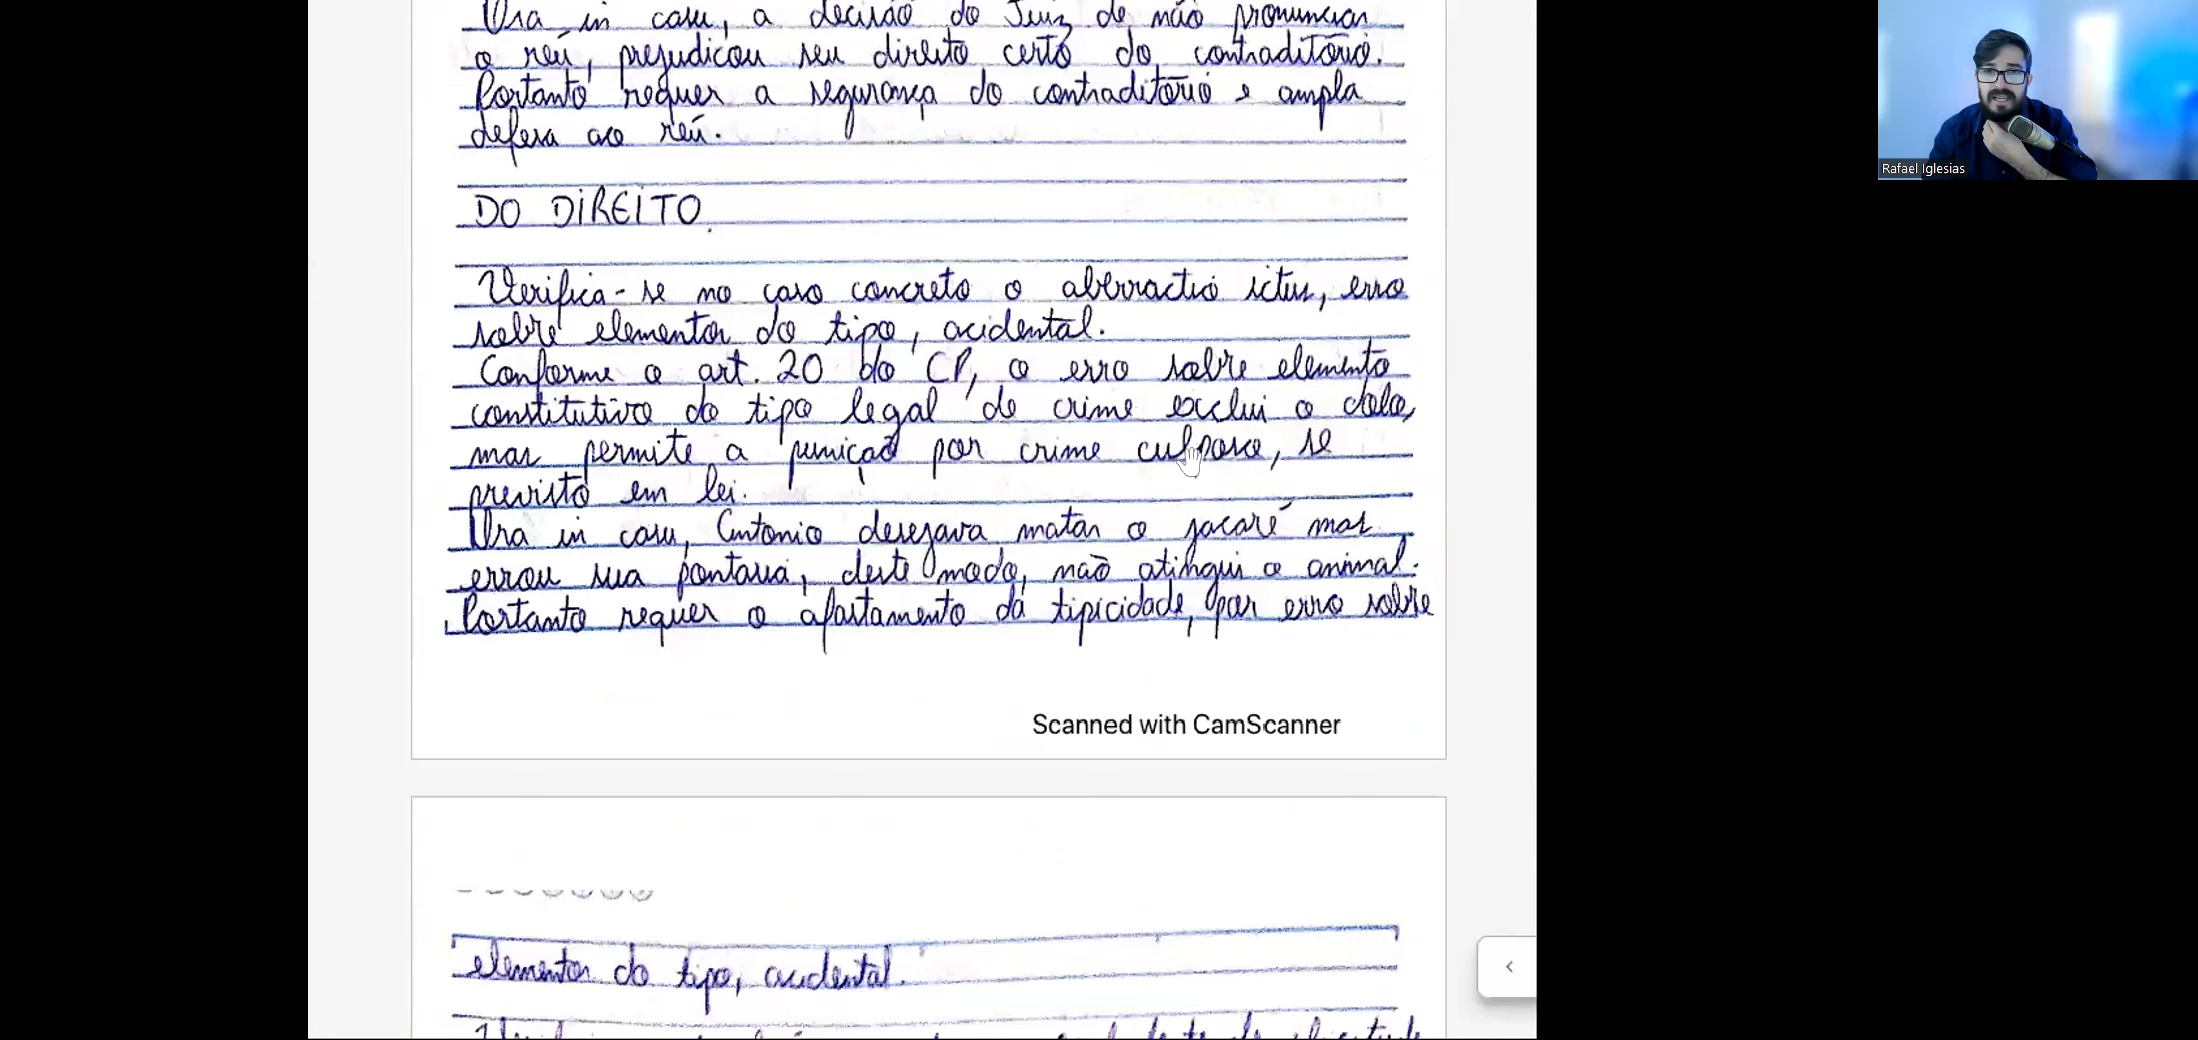 Ora in casu, a decisão do Juiz de não pronunciar
o réu, prejudicou seu direito certo do contraditório.
Portanto requer a segurança do contraditório e ampla
defesa ao réu.
DO DIREITO.
Verifica-se no caso concreto o aberractio ictus, erro
sobre elementos do tipo, acidental.
Conforme o art. 20 do CP, o erro sobre elemento
constitutivo do tipo legal de crime exclui o dolo,
mas permite a punição por crime culposo, se
previsto em lei.
Ora in casu, Antonio desejava matar o jacaré mas
errou sua pontaria, deste modo, não atingiu o animal.
Portanto requer o afastamento da tipicidade, por erro sobre
Scanned with CamScanner
elementos do tipo, acidental.
Rafael Iglesias